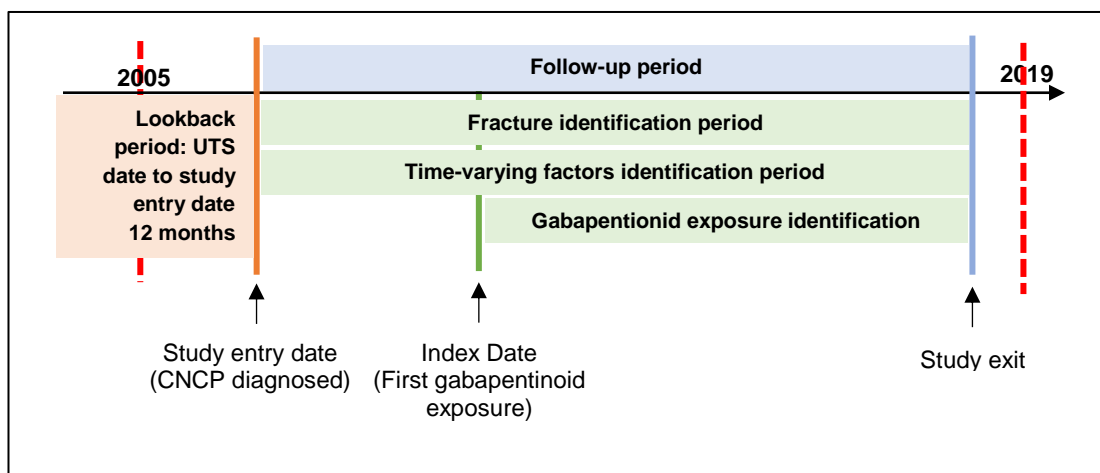 2005
Follow-up period
2019
Lookback
period: UTS
date to study
entry date
12 months
Fracture identification period
Time-varying factors identification period
Gabapentionid exposure identification
Study entry date
(CNCP diagnosed)
Index Date
(First gabapentinoid
exposure)
Study exit